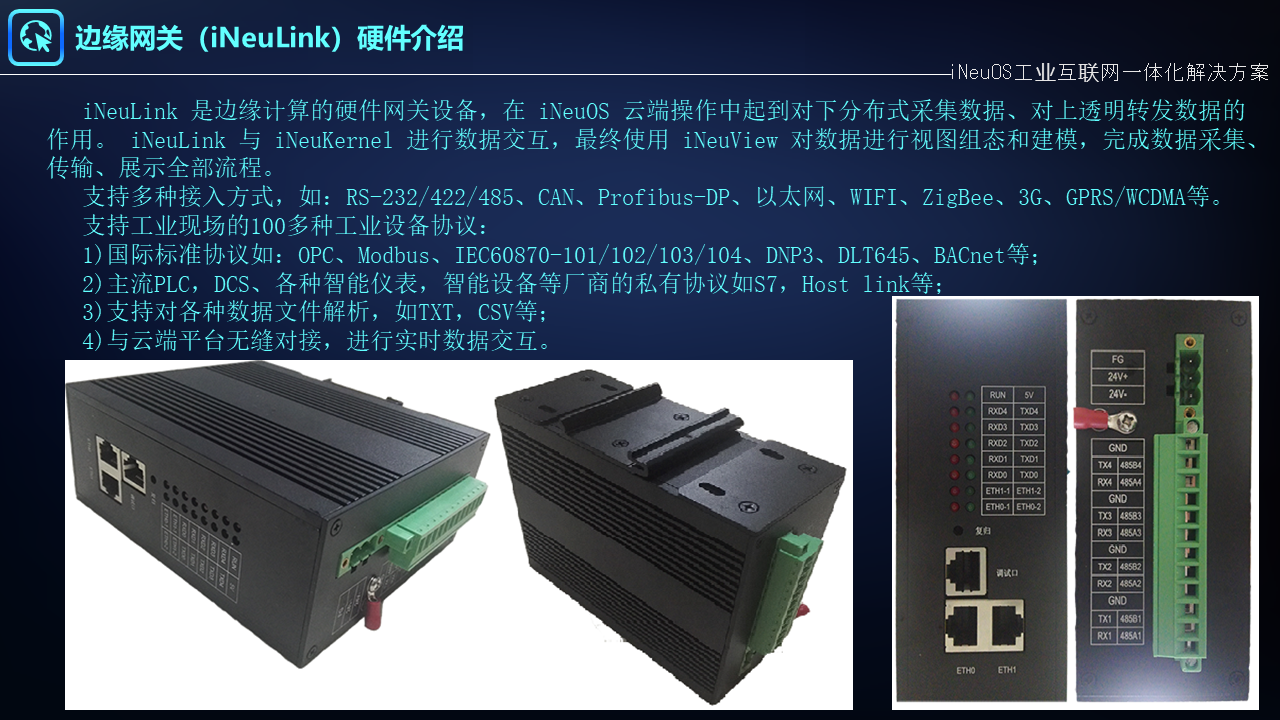 边缘网关（iNeuLink）硬件介绍
iNeuOS工业互联网一体化解决方案
iNeuLink 是边缘计算的硬件网关设备，在 iNeuOS 云端操作中起到对下分布式采集数据、对上透明转发数据的
作用。 iNeuLink 与 iNeuKernel 进行数据交互，最终使用 iNeuView 对数据进行视图组态和建模，完成数据采集、
传输、展示全部流程。
支持多种接入方式，如：RS-232/422/485、CAN、Profibus-DP、以太网、WIFI、ZigBee、3G、GPRS/WCDMA等。
支持工业现场的100多种工业设备协议：
1)国际标准协议如：OPC、Modbus、IEC60870-101/102/103/104、DNP3、DLT645、BACnet等；
2)主流PLC，DCS、各种智能仪表，智能设备等厂商的私有协议如S7，Host link等；
3)支持对各种数据文件解析，如TXT，CSV等；
4)与云端平台无缝对接，进行实时数据交互。
RUN 5V
RXD4 TXD4
RXD3 TXD3
RXD2 TXD2
RXD1 TXD1
RXD0 TXD0
ETH1-1 ETH1-2
ETH0-1 ETH0-2
复归
调试口
ETH0 ETH1
FG
24V+
24V-
GND
TX4 485B4
RX4 485A4
GND
TX3 485B3
RX3 485A3
GND
TX2 485B2
RX2 485A2
GND
TX1 485B1
RX1 485A1